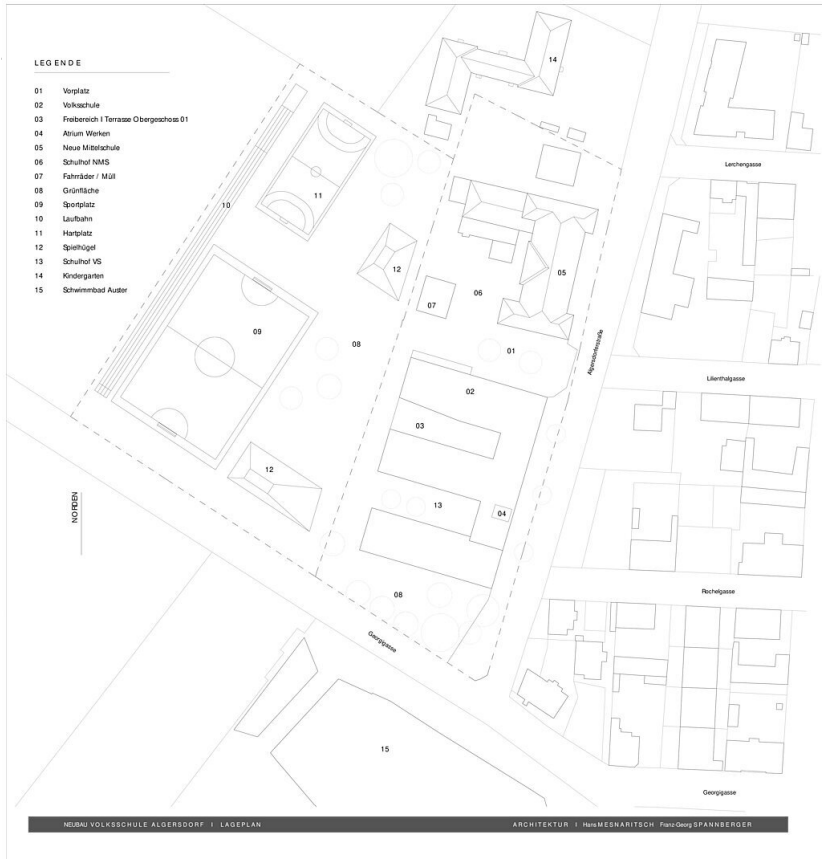 LEGENDE
01 Vorplatz
02 Volksschule
03 Freibereich I Terrasse Obergeschoss 01
04 Atrium Werken
05 Neue Mittelschule
06 Schulhof NMS
07 Fahrräder / Müll
08 Grünfläche
09 Sportplatz
10 Laufbahn
11 Hartplatz
12 Spielhügel
13 Schulhof VS
14 Kindergarten
15 Schwimmbad Auster
14
Lerchengasse
11
10
12
05
06
07
09
08
01
Algersdorferstraße
Lilienthalgasse
02
03
12
NORDEN
13
04
08
Rochelgasse
Georgigasse
15
Georgigasse
NEUBAU VOLKSSCHULE ALGERSDORF I LAGEPLAN
ARCHITEKTUR I Hans MESNARITSCH Franz-Georg SPANNBERGER